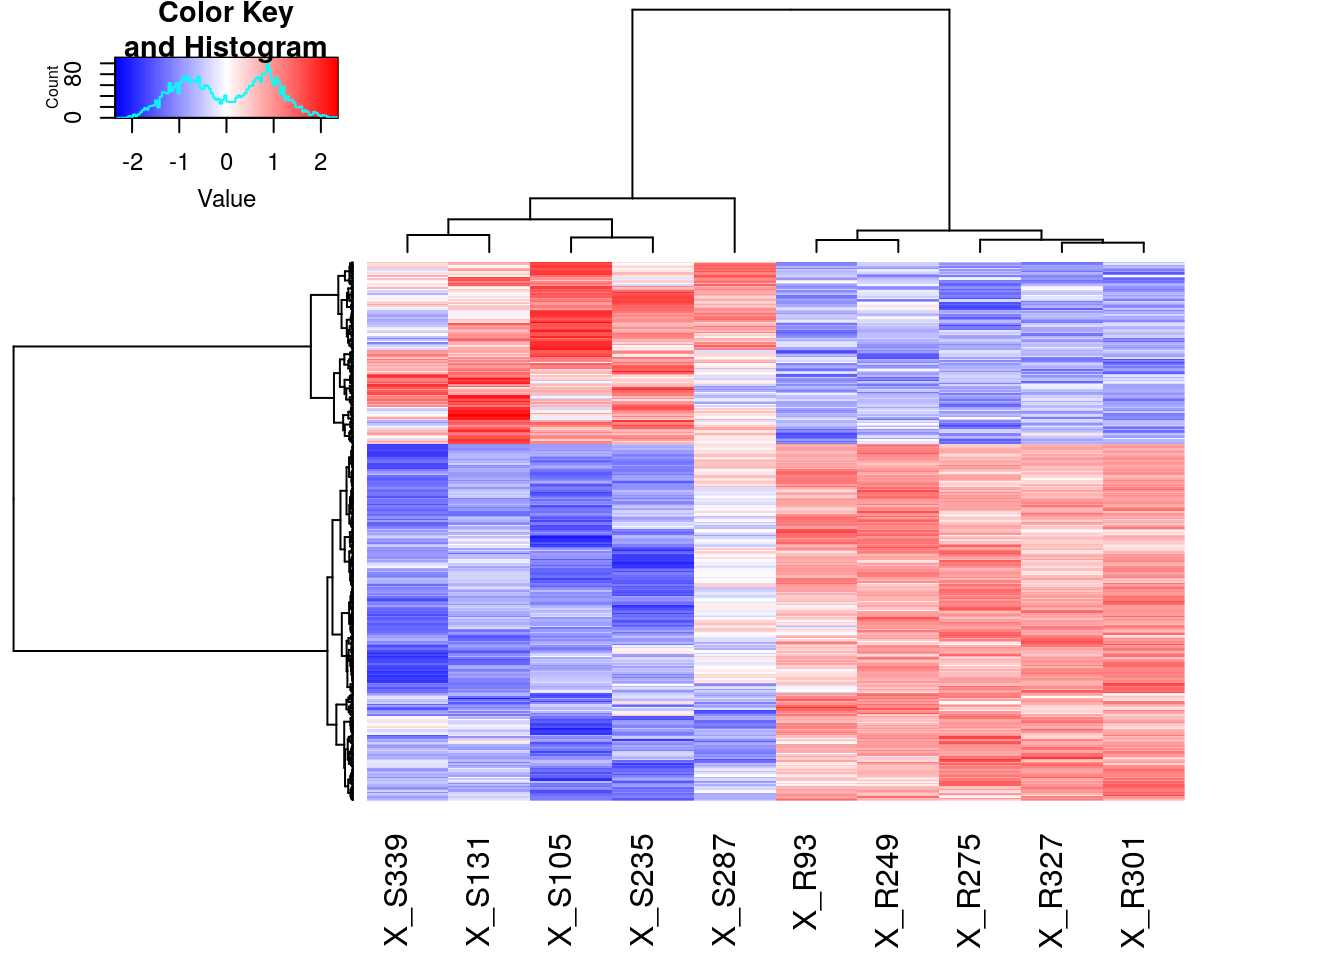 Color Key
and Histogram
Count
0 80
-2 -1 0 1 2
Value
X_S339
X_S131
X_S105
X_S235
X_S287
X_R93
X_R249
X_R275
X_R327
X_R301